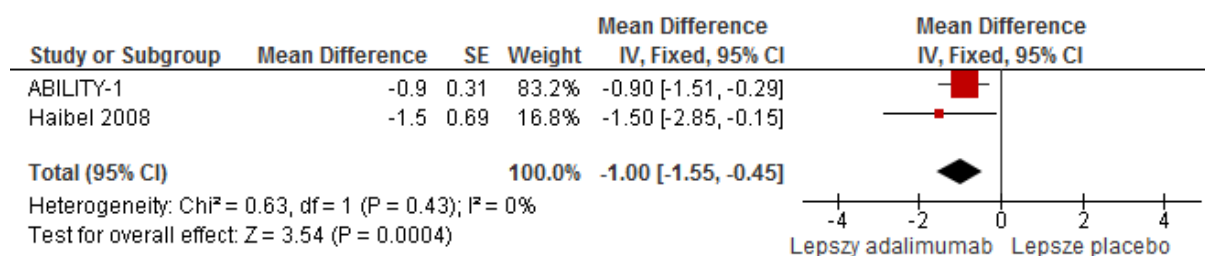 Mean Difference Mean Difference
Study or Subgroup Mean Difference SE Weight IV, Fixed, 95% CI IV, Fixed, 95% CI
ABILITY-1 -0.9 0.31 83.2% -0.90 [-1.51, -0.29]
Haibel 2008 -1.5 0.69 16.8% -1.50 [-2.85, -0.15]
Total (95% CI) 100.0% -1.00 [-1.55, -0.45]
Heterogeneity: Chi² = 0.63, df = 1 (P = 0.43); I² = 0%
Test for overall effect: Z = 3.54 (P = 0.0004)
-4 -2 0 2 4
Lepszy adalimumab Lepsze placebo